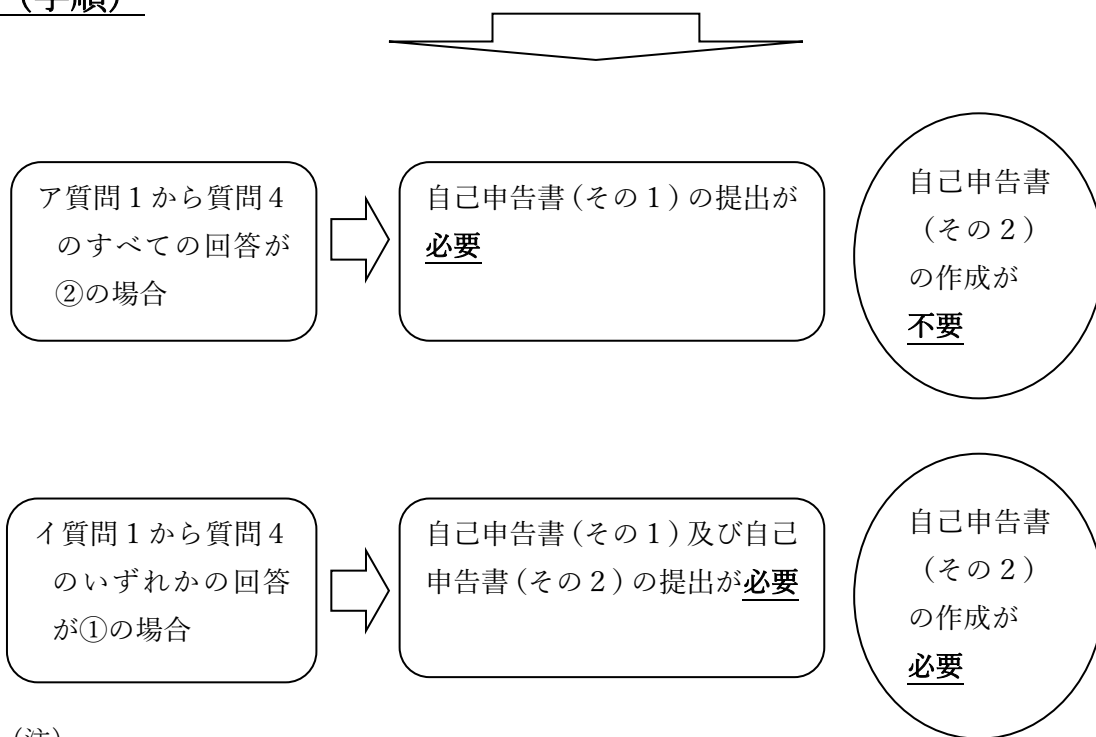 (手順)
ア質問1から質問4
のすべての回答が
②の場合
自己申告書(その1)の提出が
必要
自己申告書
(その2)
の作成が
不要
イ質問1から質問4
のいずれかの回答
が①の場合
自己申告書(その1)及び自己
申告書(その2)の提出が必要
自己申告書
(その2)
の作成が
必要
(注)